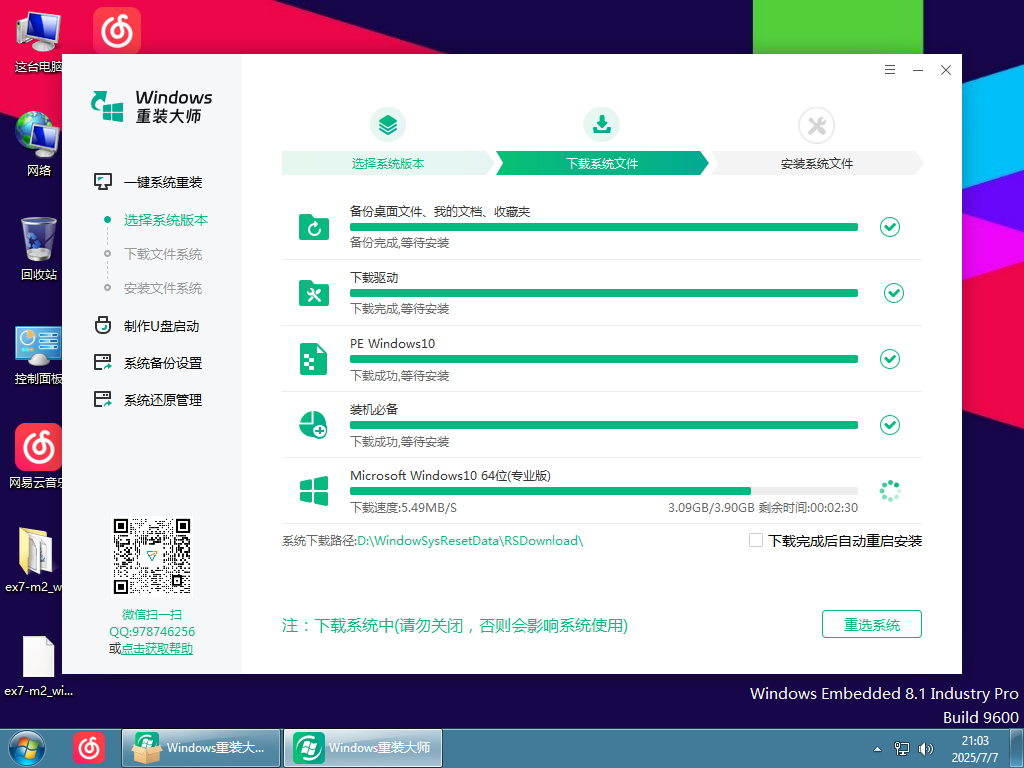 这台电脑
网络
回收站
控制面板
网易云音乐
ex7-m2_w
ex7-m2_wi...
Windows
重装大师
一键系统重装
选择系统版本
下载文件系统
安装文件系统
制作U盘启动
系统备份设置
系统还原管理
微信扫一扫
QQ:978746256
或点击获取帮助
选择系统版本
下载系统文件
安装系统文件
备份桌面文件、我的文档、收藏夹
备份完成,等待安装
下载驱动
下载完成,等待安装
PE Windows10
下载成功,等待安装
装机必备
下载成功,等待安装
Microsoft Windows10 64位(专业版)
下载速度:5.49MB/S
3.09GB/3.90GB 剩余时间:00:02:30
系统下载路径:D:\WindowSysResetData\RSDownload\
下载完成后自动重启安装
注：下载系统中(请勿关闭，否则会影响系统使用)
重选系统
Windows Embedded 8.1 Industry Pro
Build 9600
Windows重装大...
Windows重装大师
21:03
2025/7/7